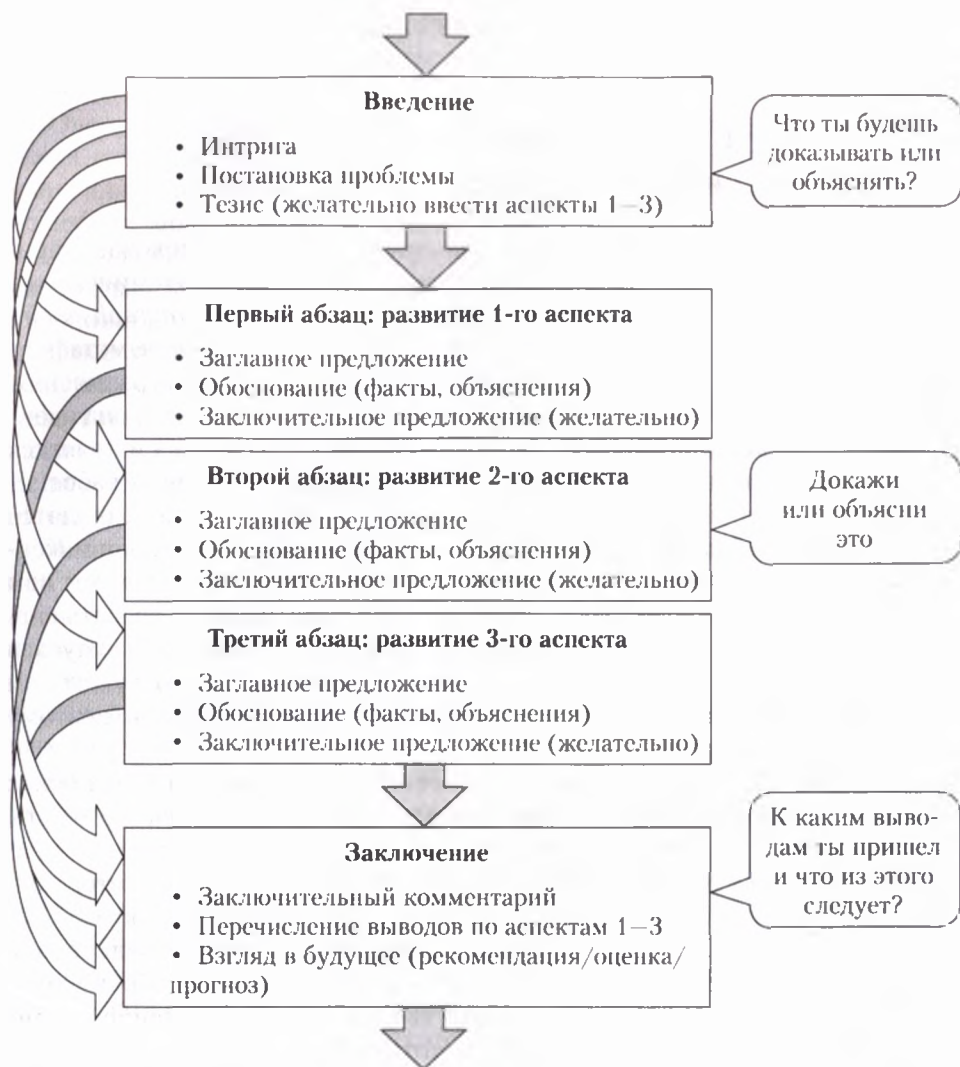 Введение
• Интрига
• Постановка проблемы
• Тезис (желательно ввести аспекты 1—3)
Что ты будешь
доказывать или
объяснять?
Первый абзац: развитие 1-го аспекта
• Заглавное предложение
• Обоснование (факты, объяснения)
• Заключительное предложение (желательно)
Второй абзац: развитие 2-го аспекта
• Заглавное предложение
• Обоснование (факты, объяснения)
• Заключительное предложение (желательно)
Докажи
или объясни
это
Третий абзац: развитие 3-го аспекта
• Заглавное предложение
• Обоснование (факты, объяснения)
• Заключительное предложение (желательно)
Заключение
• Заключительный комментарий
• Перечисление выводов по аспектам 1—3
• Взгляд в будущее (рекомендация/оценка/
прогноз)
К каким выво-
дам ты пришел
и что из этого
следует?